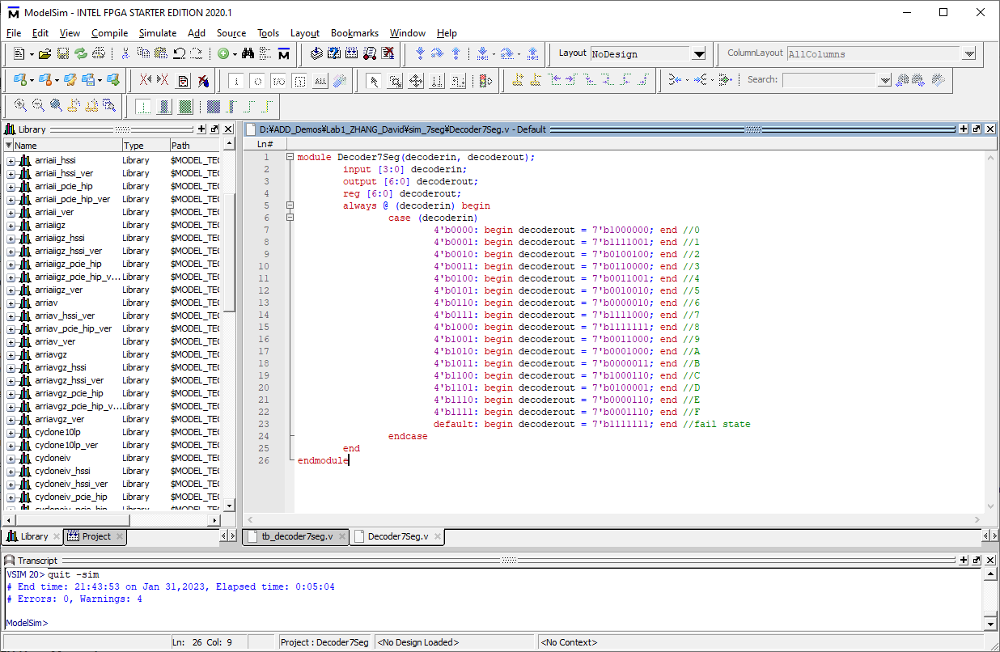 ModelSim - INTEL FPGA STARTER EDITION 2020.1
File Edit View Compile Simulate Add Source Tools Layout Bookmarks Window Help
Layout NoDesign ColumnLayout AllColumns
Search:
Library
Name Type Path
arriaii_hssi Library $MODEL_TEC
arriaii_hssi_ver Library $MODEL_TEC
arriaii_pcie_hip Library $MODEL_TEC
arriaii_pcie_hip_ver Library $MODEL_TEC
arriaii_ver Library $MODEL_TEC
arriaiigz Library $MODEL_TEC
arriaiigz_hssi Library $MODEL_TEC
arriaiigz_hssi_ver Library $MODEL_TEC
arriaiigz_pcie_hip Library $MODEL_TEC
arriaiigz_pcie_hip_v... Library $MODEL_TEC
arriaiigz_ver Library $MODEL_TEC
arriav Library $MODEL_TEC
arriav_hssi_ver Library $MODEL_TEC
arriav_pcie_hip_ver Library $MODEL_TEC
arriav_ver Library $MODEL_TEC
arriavgz Library $MODEL_TEC
arriavgz_hssi Library $MODEL_TEC
arriavgz_hssi_ver Library $MODEL_TEC
arriavgz_pcie_hip Library $MODEL_TEC
arriavgz_pcie_hip_v... Library $MODEL_TEC
arriavgz_ver Library $MODEL_TEC
cyclone10lp Library $MODEL_TEC
cyclone10lp_ver Library $MODEL_TEC
cycloneiv Library $MODEL_TEC
cycloneiv_hssi Library $MODEL_TEC
cycloneiv_hssi_ver Library $MODEL_TEC
cycloneiv_pcie_hip Library $MODEL_TEC
Library Project
D:¥ADD_Demos¥Lab1_ZHANG_David¥sim_7seg¥Decoder7Seg.v - Default
Ln#
1 module Decoder7Seg(decoderin, decoderout);
2 input [3:0] decoderin;
3 output [6:0] decoderout;
4 reg [6:0] decoderout;
5 always @ (decoderin) begin
6 case (decoderin)
7 4'b0000: begin decoderout = 7'b1000000; end //0
8 4'b0001: begin decoderout = 7'b1111001; end //1
9 4'b0010: begin decoderout = 7'b0100100; end //2
10 4'b0011: begin decoderout = 7'b0110000; end //3
11 4'b0100: begin decoderout = 7'b0011001; end //4
12 4'b0101: begin decoderout = 7'b0010010; end //5
13 4'b0110: begin decoderout = 7'b0000010; end //6
14 4'b0111: begin decoderout = 7'b1111000; end //7
15 4'b1000: begin decoderout = 7'b1111111; end //8
16 4'b1001: begin decoderout = 7'b0011000; end //9
17 4'b1010: begin decoderout = 7'b0001000; end //A
18 4'b1011: begin decoderout = 7'b0000011; end //B
19 4'b1100: begin decoderout = 7'b1000110; end //C
20 4'b1101: begin decoderout = 7'b0100001; end //D
21 4'b1110: begin decoderout = 7'b0000110; end //E
22 4'b1111: begin decoderout = 7'b0001110; end //F
23 default: begin decoderout = 7'b1111111; end //fail state
24 endcase
25 end
26 endmodule
tb_decoder7seg.v Decoder7Seg.v
Transcript
VSIM 20> quit -sim
# End time: 21:43:53 on Jan 31,2023, Elapsed time: 0:05:04
# Errors: 0, Warnings: 4
ModelSim>
Ln: 26 Col: 9 Project : Decoder7Seg <No Design Loaded> <No Context>